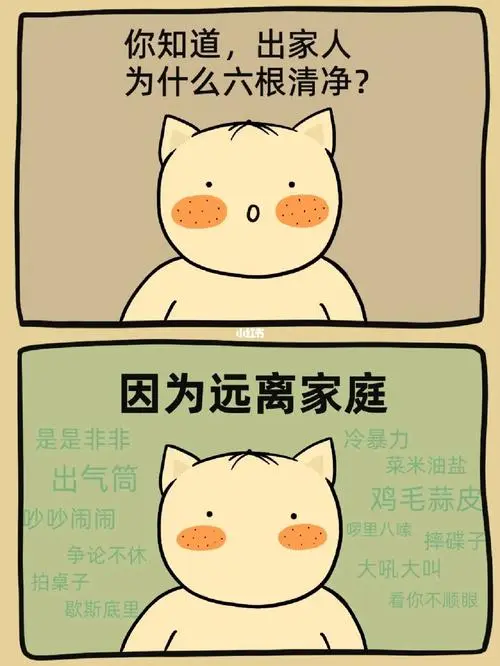 你知道，出家人
为什么六根清净？
小红书
因为远离家庭
是是非非
冷暴力
出气筒
菜米油盐
鸡毛蒜皮
吵吵闹闹
啰里八嗦
摔碟子
争论不休
大吼大叫
拍桌子
看你不顺眼
歇斯底里